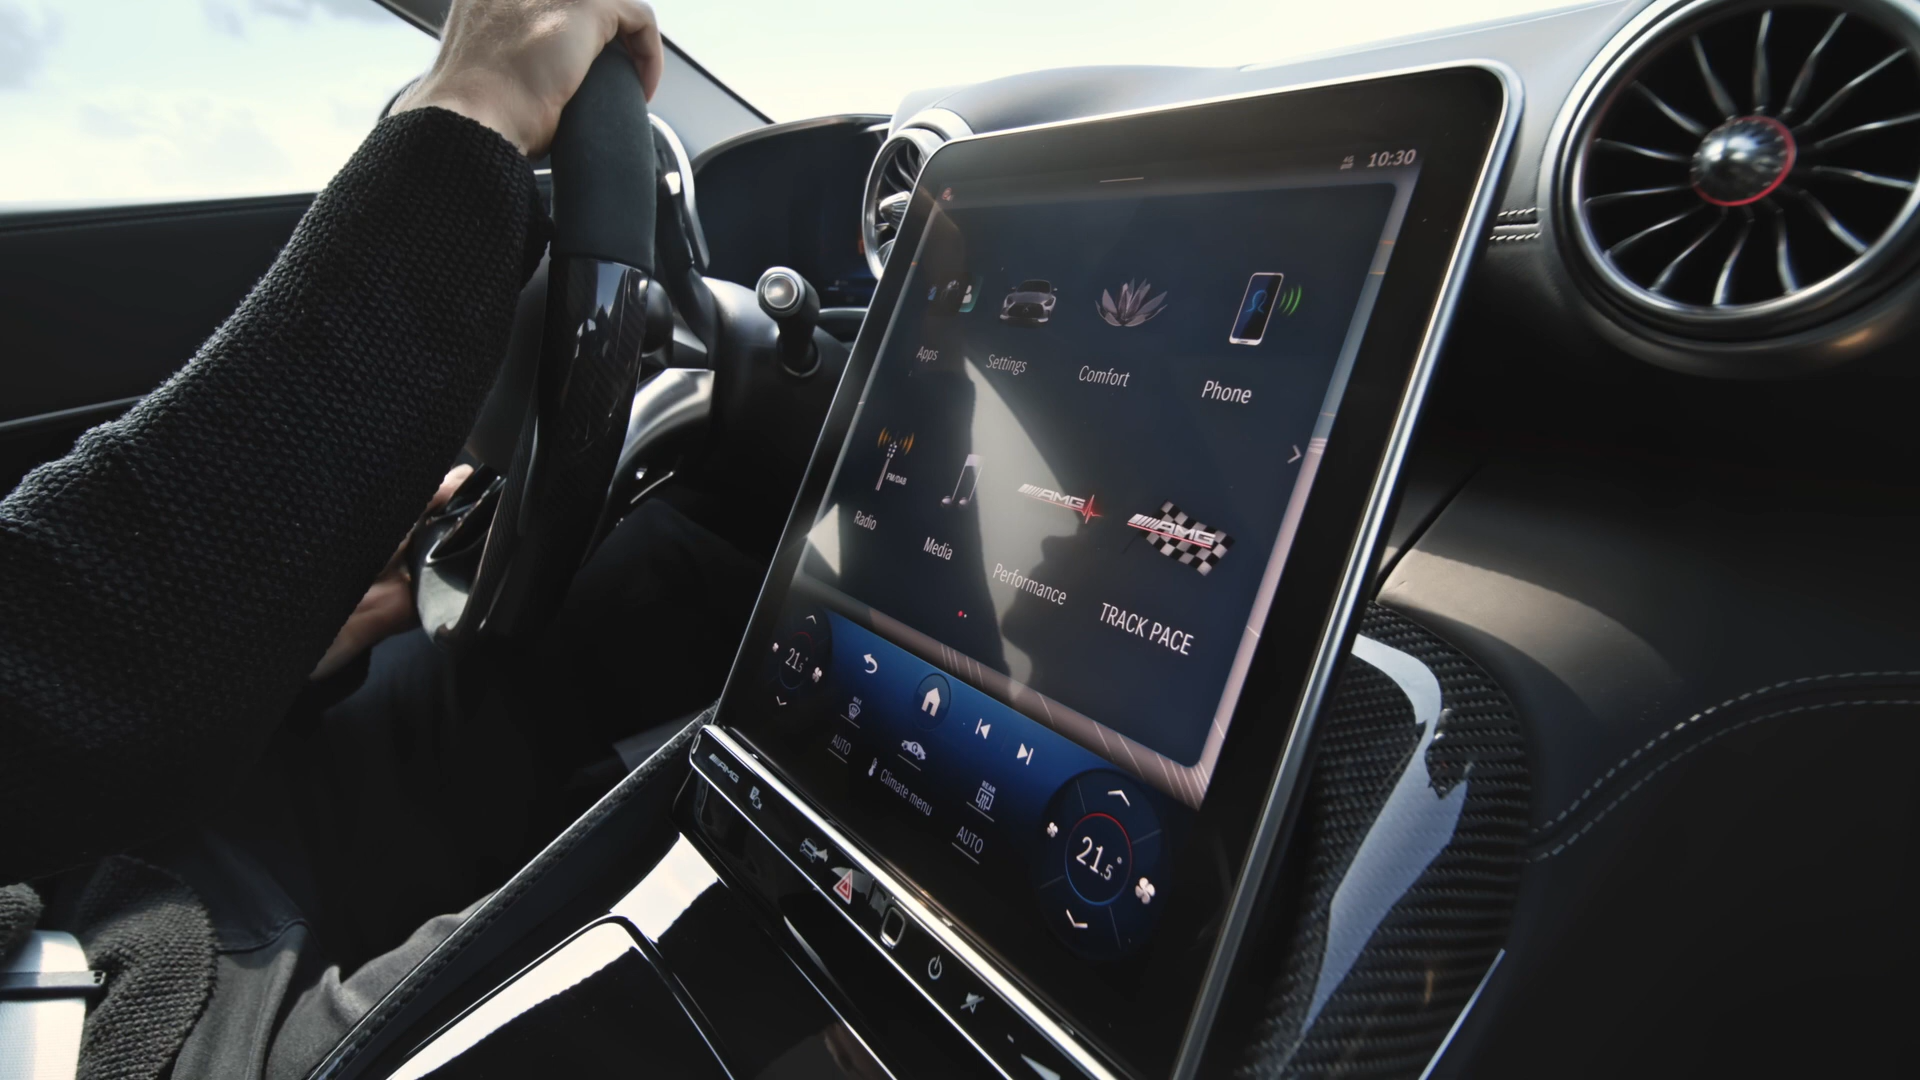 10:30
Apps
Settings
Comfort
Phone
FM/DAB
Radio
Media
AMG
Performance
AMG
TRACK PACE
21.5°
MAX
AUTO
Climate menu
REAR
AUTO
21.5°
AMG